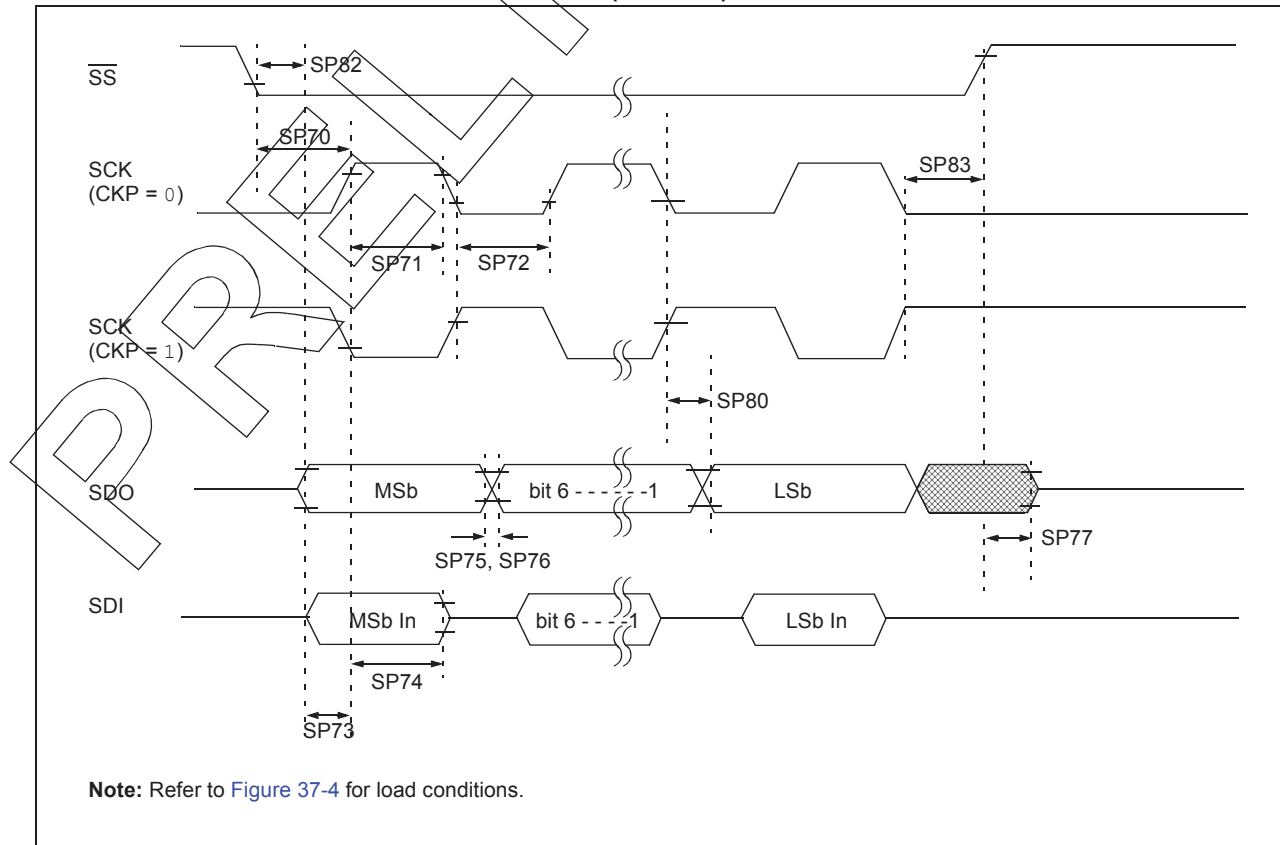 SS
SP82
SP70
SCK
(CKP = 0)
SP83
SP71
SP72
SCK
(CKP = 1)
SP80
SDO
MSb
bit 6 - - - - - -1
LSb
SP77
SP75, SP76
SDI
MSb In
bit 6 - - - -1
LSb In
SP74
SP73
Note: Refer to Figure 37-4 for load conditions.
PREL